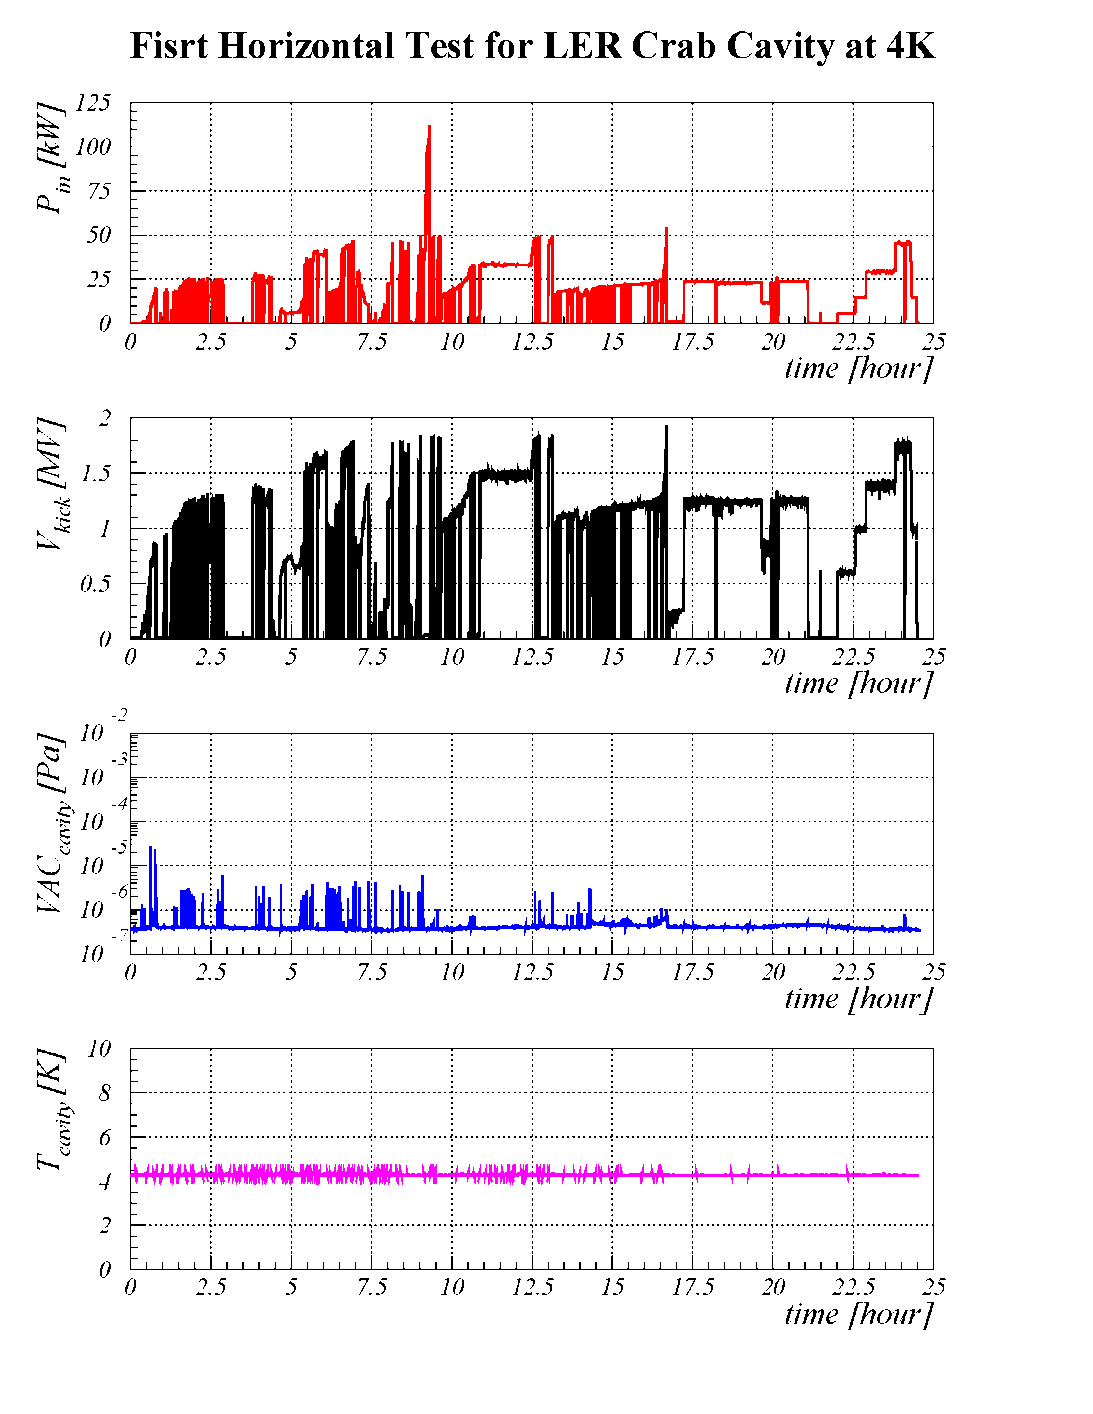 Fisrt Horizontal Test for LER Crab Cavity at 4K
P_in [kW]
125
100
75
50
25
0
0 2.5 5 7.5 10 12.5 15 17.5 20 22.5 25
time [hour]
V_kick [MV]
2
1.5
1
0.5
0
0 2.5 5 7.5 10 12.5 15 17.5 20 22.5 25
time [hour]
VAC_cavity [Pa]
10^-2
10^-3
10^-4
10^-5
10^-6
10^-7
0 2.5 5 7.5 10 12.5 15 17.5 20 22.5 25
time [hour]
T_cavity [K]
10
8
6
4
2
0
0 2.5 5 7.5 10 12.5 15 17.5 20 22.5 25
time [hour]